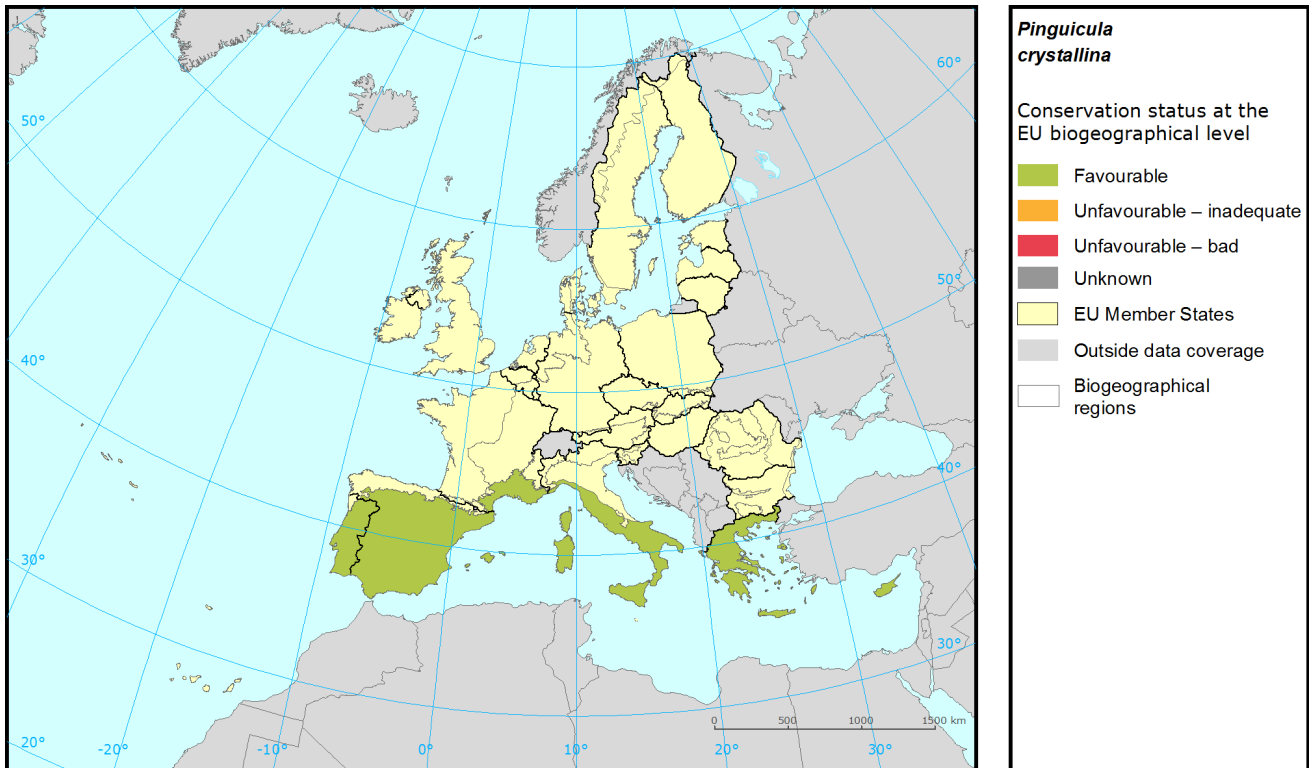 Pinguicula
crystallina
Conservation status at the
EU biogeographical level
Favourable
Unfavourable – inadequate
Unfavourable – bad
Unknown
EU Member States
Outside data coverage
Biogeographical
regions
60°
50°
50°
40°
40°
30°
30°
0 500 1000 1500 km
20° -20° -10° 0° 10° 20° 30°